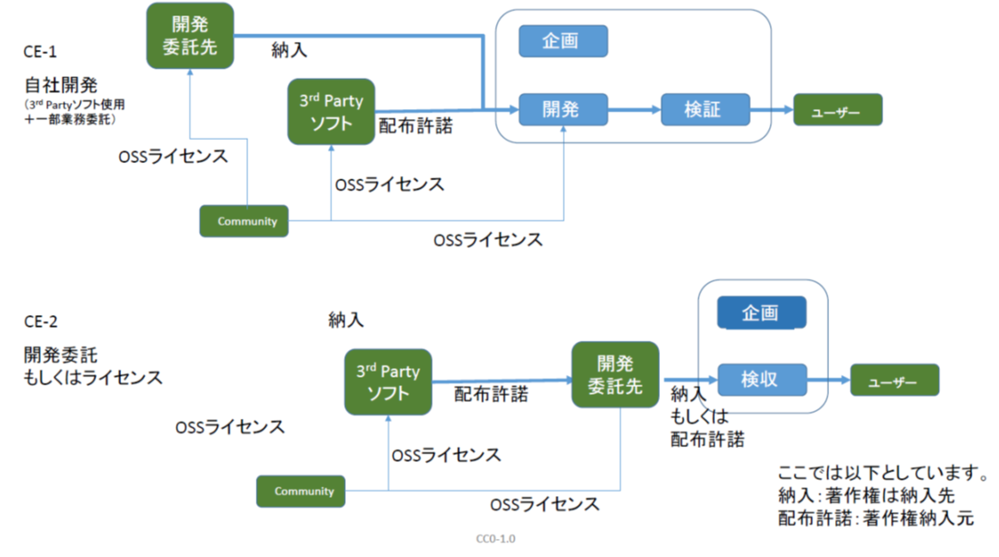 開発
委託先
CE-1
納入
企画
自社開発
(3rd Partyソフト使用
+一部業務委託)
3rd Party
ソフト
配布許諾
開発
検証
ユーザー
OSSライセンス
OSSライセンス
Community
OSSライセンス
CE-2
納入
企画
開発委託
もしくはライセンス
3rd Party
ソフト
配布許諾
開発
委託先
検収
ユーザー
納入
もしくは
配布許諾
OSSライセンス
OSSライセンス
Community
OSSライセンス
ここでは以下としています。
納入:著作権は納入先
配布許諾:著作権納入元
CC0-1.0